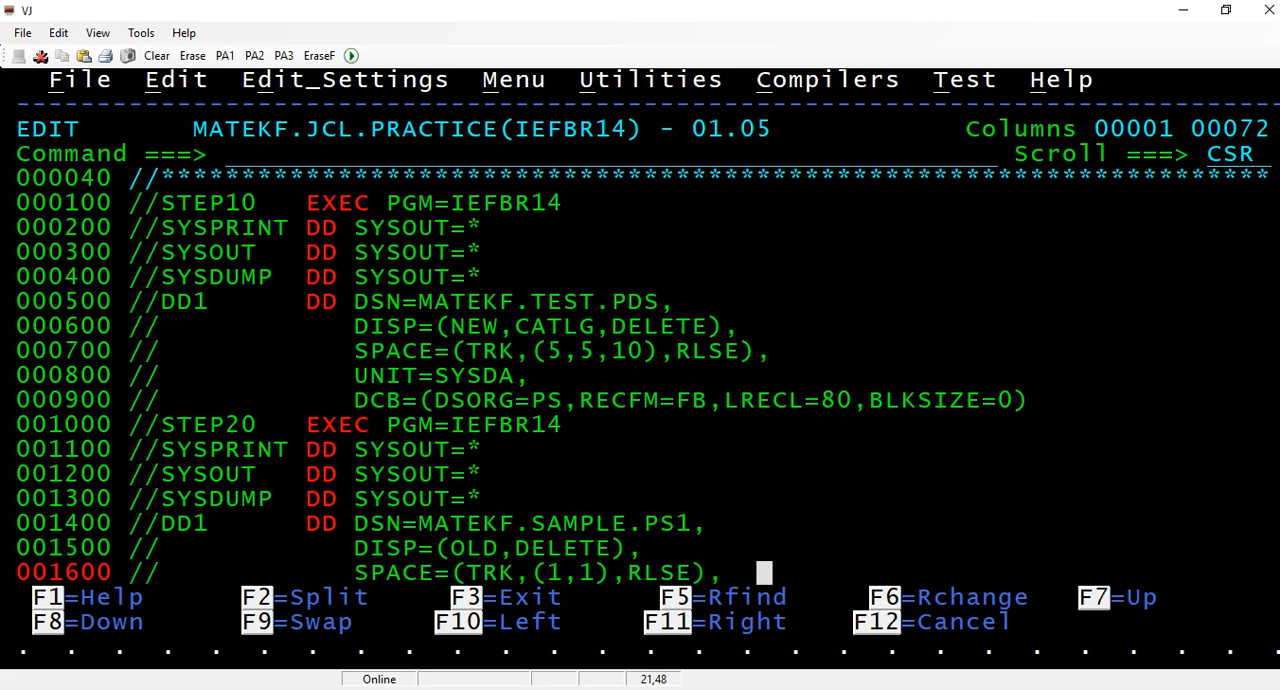 VJ
File Edit View Tools Help
Clear Erase PA1 PA2 PA3 EraseF
File Edit Edit_Settings Menu Utilities Compilers Test Help
--------------------------------------------------------------------------------
EDIT MATEKF.JCL.PRACTICE(IEFBR14) - 01.05 Columns 00001 00072
Command ===> Scroll ===> CSR
000040 //*********************************************************************
000100 //STEP10   EXEC PGM=IEFBR14
000200 //SYSPRINT DD SYSOUT=*
000300 //SYSOUT   DD SYSOUT=*
000400 //SYSDUMP  DD SYSOUT=*
000500 //DD1      DD DSN=MATEKF.TEST.PDS,
000600 //            DISP=(NEW,CATLG,DELETE),
000700 //            SPACE=(TRK,(5,5,10),RLSE),
000800 //            UNIT=SYSDA,
000900 //            DCB=(DSORG=PS,RECFM=FB,LRECL=80,BLKSIZE=0)
001000 //STEP20   EXEC PGM=IEFBR14
001100 //SYSPRINT DD SYSOUT=*
001200 //SYSOUT   DD SYSOUT=*
001300 //SYSDUMP  DD SYSOUT=*
001400 //DD1      DD DSN=MATEKF.SAMPLE.PS1,
001500 //            DISP=(OLD,DELETE),
001600 //            SPACE=(TRK,(1,1),RLSE),
F1=Help F2=Split F3=Exit F5=Rfind F6=Rchange F7=Up
F8=Down F9=Swap F10=Left F11=Right F12=Cancel
. . . . . . . . . . . . . . . . . . . . . . . . . . .
Online 21,48